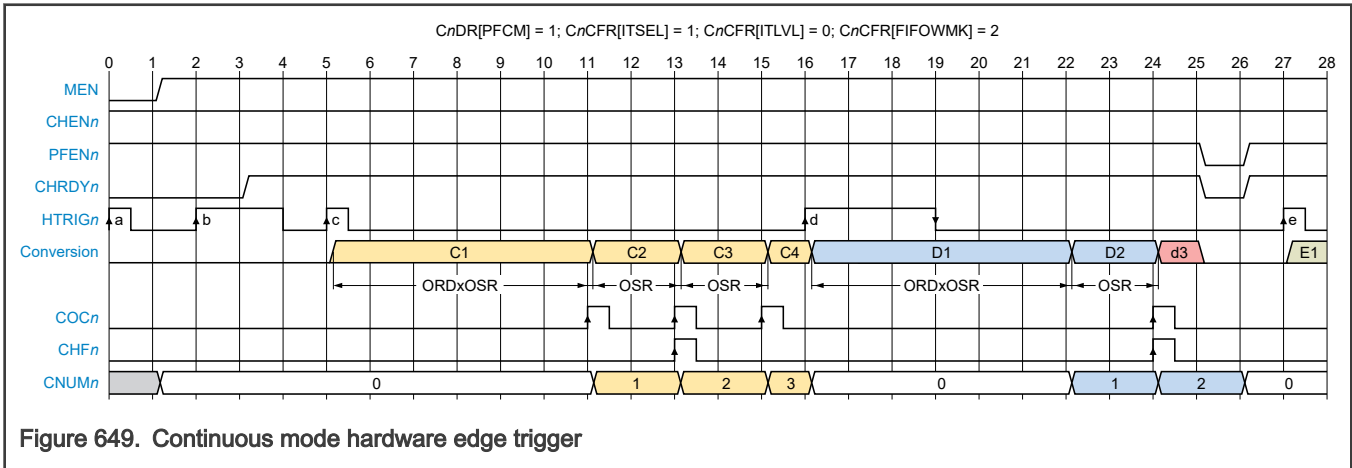 CnDR[PFCM] = 1; CnCFR[ITSEL] = 1; CnCFR[ITLVL] = 0; CnCFR[FIFOWMK] = 2
0 1 2 3 4 5 6 7 8 9 10 11 12 13 14 15 16 17 18 19 20 21 22 23 24 25 26 27 28
MEN
CHENn
PFENn
CHRDYn
HTRIGn a b c d e
Conversion C1 C2 C3 C4 D1 D2 d3 E1
ORDxOSR OSR OSR ORDxOSR OSR
COCn
CHFn
CNUMn 0 1 2 3 0 1 2 0
Figure 649. Continuous mode hardware edge trigger